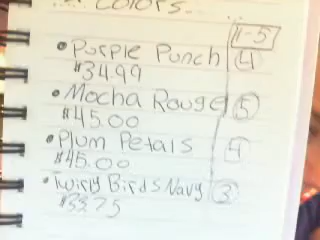 Colors.
1-5
• Purple Punch 4
$34.99
• Mocha Rouge 5
$45.00
• Plum Petals 4
$45.00
• Twirly Birds Navy 3
$33.75